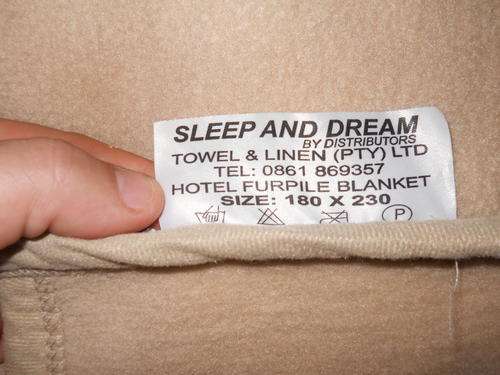 SLEEP AND DREAM
BY DISTRIBUTORS
TOWEL & LINEN (PTY) LTD
TEL: 0861 869357
HOTEL FURPILE BLANKET
SIZE: 180 X 230
P